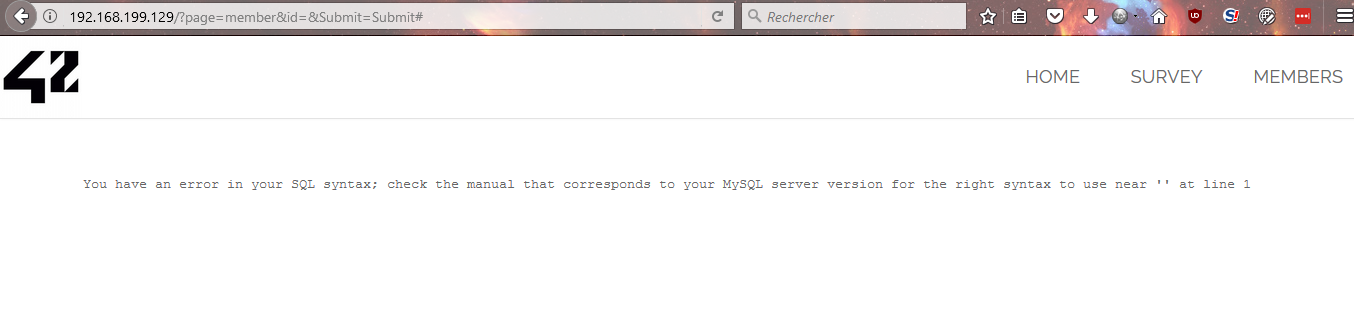 192.168.199.129/?page=member&id=&Submit=Submit#
Rechercher
42
HOME SURVEY MEMBERS
You have an error in your SQL syntax; check the manual that corresponds to your MySQL server version for the right syntax to use near '' at line 1